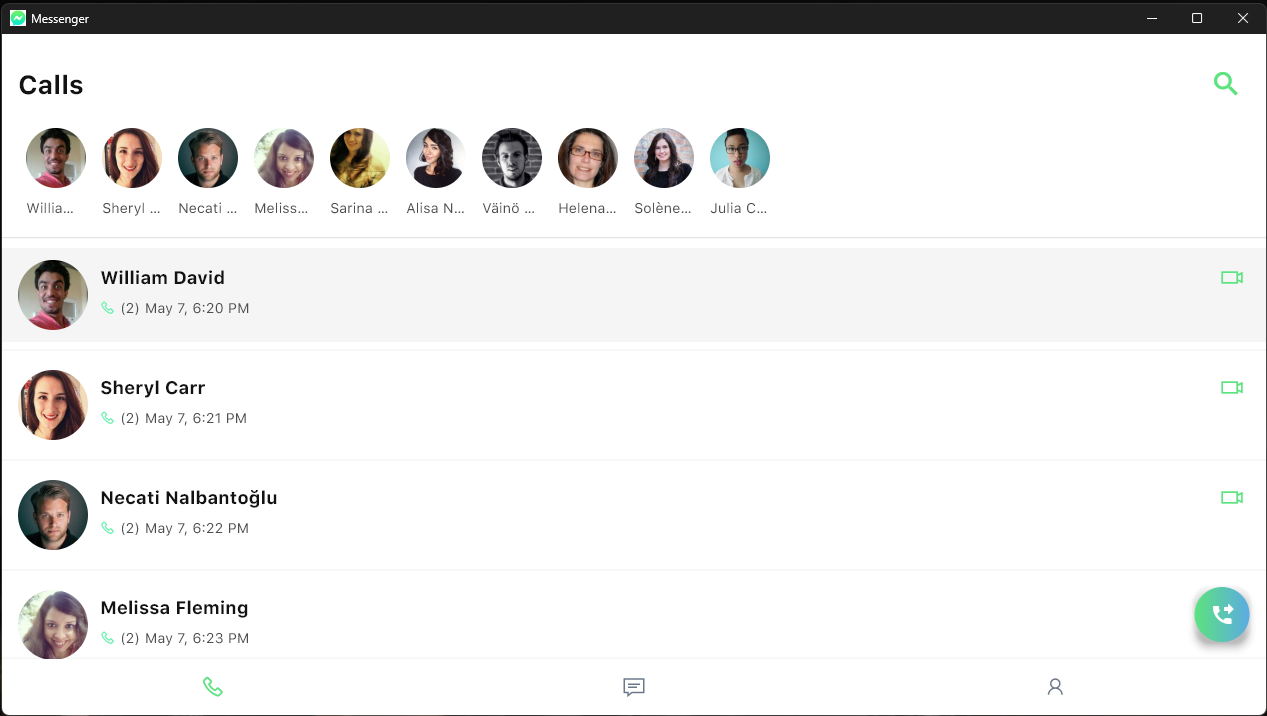 Messenger
Calls
Willia... Sheryl ... Necati ... Meliss... Sarina ... Alisa N... Väinö ... Helena... Solène... Julia C...
William David
(2) May 7, 6:20 PM
Sheryl Carr
(2) May 7, 6:21 PM
Necati Nalbantoğlu
(2) May 7, 6:22 PM
Melissa Fleming
(2) May 7, 6:23 PM